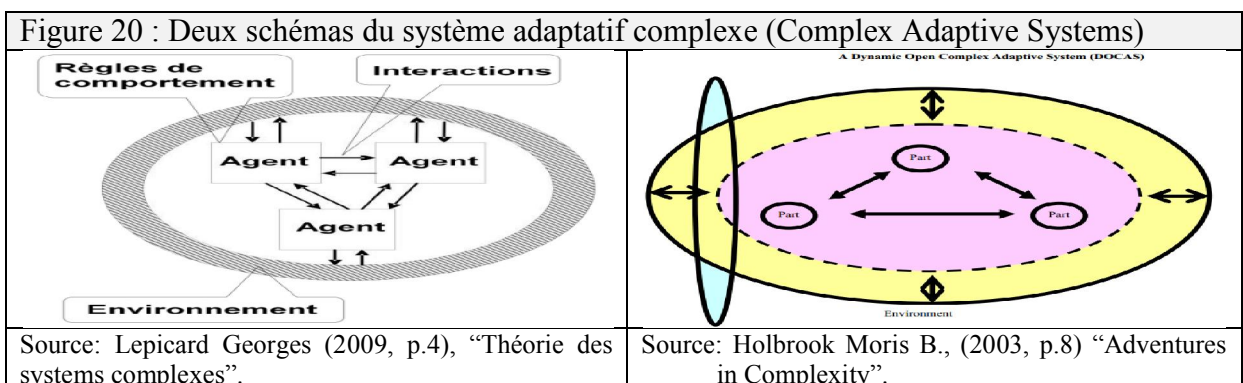 Figure 20 : Deux schémas du système adaptatif complexe (Complex Adaptive Systems)
Règles de
comportement
Interactions
Agent
Agent
Agent
Environnement
A Dynamic Open Complex Adaptive System (DOCAS)
Part
Part
Part
Environment
Source: Lepicard Georges (2009, p.4), “Théorie des
systems complexes”.
Source: Holbrook Moris B., (2003, p.8) “Adventures
in Complexity”.